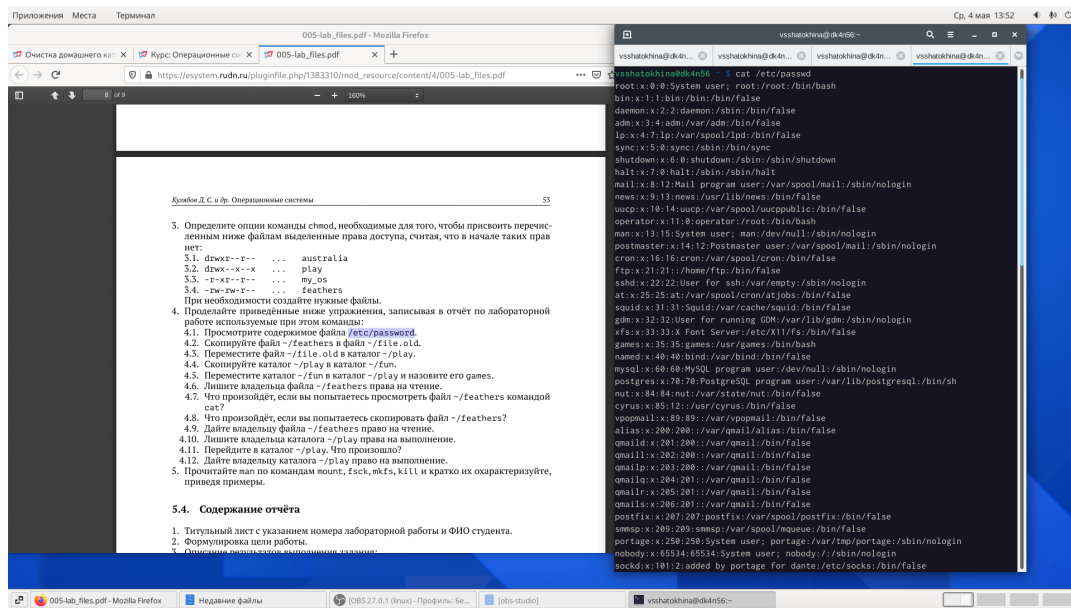 Приложения Места Терминал
Ср, 4 мая 13:52
005-lab_files.pdf - Mozilla Firefox
Очистка домашнего кат
Курс: Операционные си
005-lab_files.pdf
https://esystem.rudn.ru/pluginfile.php/1383310/mod_resource/content/4/005-lab_files.pdf
8 of 9
160%
Кулябов Д. С. и др. Операционные системы 53
3. Определите опции команды chmod, необходимые для того, чтобы присвоить перечис-
ленным ниже файлам выделенные права доступа, считая, что в начале таких прав
нет:
3.1. drwxr--r-- ... australia
3.2. drwx--x--x ... play
3.3. -r-xr--r-- ... my_os
3.4. -rw-rw-r-- ... feathers
При необходимости создайте нужные файлы.
4. Проделайте приведённые ниже упражнения, записывая в отчёт по лабораторной
работе используемые при этом команды:
4.1. Просмотрите содержимое файла /etc/password.
4.2. Скопируйте файл ~/feathers в файл ~/file.old.
4.3. Переместите файл ~/file.old в каталог ~/play.
4.4. Скопируйте каталог ~/play в каталог ~/fun.
4.5. Переместите каталог ~/fun в каталог ~/play и назовите его games.
4.6. Лишите владельца файла ~/feathers права на чтение.
4.7. Что произойдёт, если вы попытаетесь просмотреть файл ~/feathers командой
cat?
4.8. Что произойдёт, если вы попытаетесь скопировать файл ~/feathers?
4.9. Дайте владельцу файла ~/feathers право на чтение.
4.10. Лишите владельца каталога ~/play права на выполнение.
4.11. Перейдите в каталог ~/play. Что произошло?
4.12. Дайте владельцу каталога ~/play право на выполнение.
5. Прочитайте man по командам mount, fsck, mkfs, kill и кратко их охарактеризуйте,
приведя примеры.
5.4. Содержание отчёта
1. Титульный лист с указанием номера лабораторной работы и ФИО студента.
2. Формулировка цели работы.
3. Описание результатов выполнения задания:
vsshatokhina@dk4n56:~
vsshatokhina@dk4n...
vsshatokhina@dk4n...
vsshatokhina@dk4n...
vsshatokhina@dk4n...
vsshatokhina@dk4n56 ~ $ cat /etc/passwd
root:x:0:0:System user; root:/root:/bin/bash
bin:x:1:1:bin:/bin:/bin/false
daemon:x:2:2:daemon:/sbin:/bin/false
adm:x:3:4:adm:/var/adm:/bin/false
lp:x:4:7:lp:/var/spool/lpd:/bin/false
sync:x:5:0:sync:/sbin:/bin/sync
shutdown:x:6:0:shutdown:/sbin:/sbin/shutdown
halt:x:7:0:halt:/sbin:/sbin/halt
mail:x:8:12:Mail program user:/var/spool/mail:/sbin/nologin
news:x:9:13:news:/usr/lib/news:/bin/false
uucp:x:10:14:uucp:/var/spool/uucppublic:/bin/false
operator:x:11:0:operator:/root:/bin/bash
man:x:13:15:System user; man:/dev/null:/sbin/nologin
postmaster:x:14:12:Postmaster user:/var/spool/mail:/sbin/nologin
cron:x:16:16:cron:/var/spool/cron:/bin/false
ftp:x:21:21::/home/ftp:/bin/false
sshd:x:22:22:User for ssh:/var/empty:/sbin/nologin
at:x:25:25:at:/var/spool/cron/atjobs:/bin/false
squid:x:31:31:Squid:/var/cache/squid:/bin/false
gdm:x:32:32:User for running GDM:/var/lib/gdm:/sbin/nologin
xfs:x:33:33:X Font Server:/etc/X11/fs:/bin/false
games:x:35:35:games:/usr/games:/bin/bash
named:x:40:40:bind:/var/bind:/bin/false
mysql:x:60:60:MySQL program user:/dev/null:/sbin/nologin
postgres:x:70:70:PostgreSQL program user:/var/lib/postgresql:/bin/sh
nut:x:84:84:nut:/var/state/nut:/bin/false
cyrus:x:85:12::/usr/cyrus:/bin/false
vpopmail:x:89:89::/var/vpopmail:/bin/false
alias:x:200:200::/var/qmail/alias:/bin/false
qmaild:x:201:200::/var/qmail:/bin/false
qmaill:x:202:200::/var/qmail:/bin/false
qmailp:x:203:200::/var/qmail:/bin/false
qmailq:x:204:201::/var/qmail:/bin/false
qmailr:x:205:201::/var/qmail:/bin/false
qmails:x:206:201::/var/qmail:/bin/false
postfix:x:207:207:postfix:/var/spool/postfix:/bin/false
smmsp:x:209:209:smmsp:/var/spool/mqueue:/bin/false
portage:x:250:250:System user; portage:/var/tmp/portage:/sbin/nologin
nobody:x:65534:65534:System user; nobody:/:/sbin/nologin
sockd:x:101:2:added by portage for dante:/etc/socks:/bin/false
005-lab_files.pdf - Mozilla Firefox
Недавние файлы
[OBS 27.0.1 (linux) - Профиль: Бе...
[obs-studio]
vsshatokhina@dk4n56:~